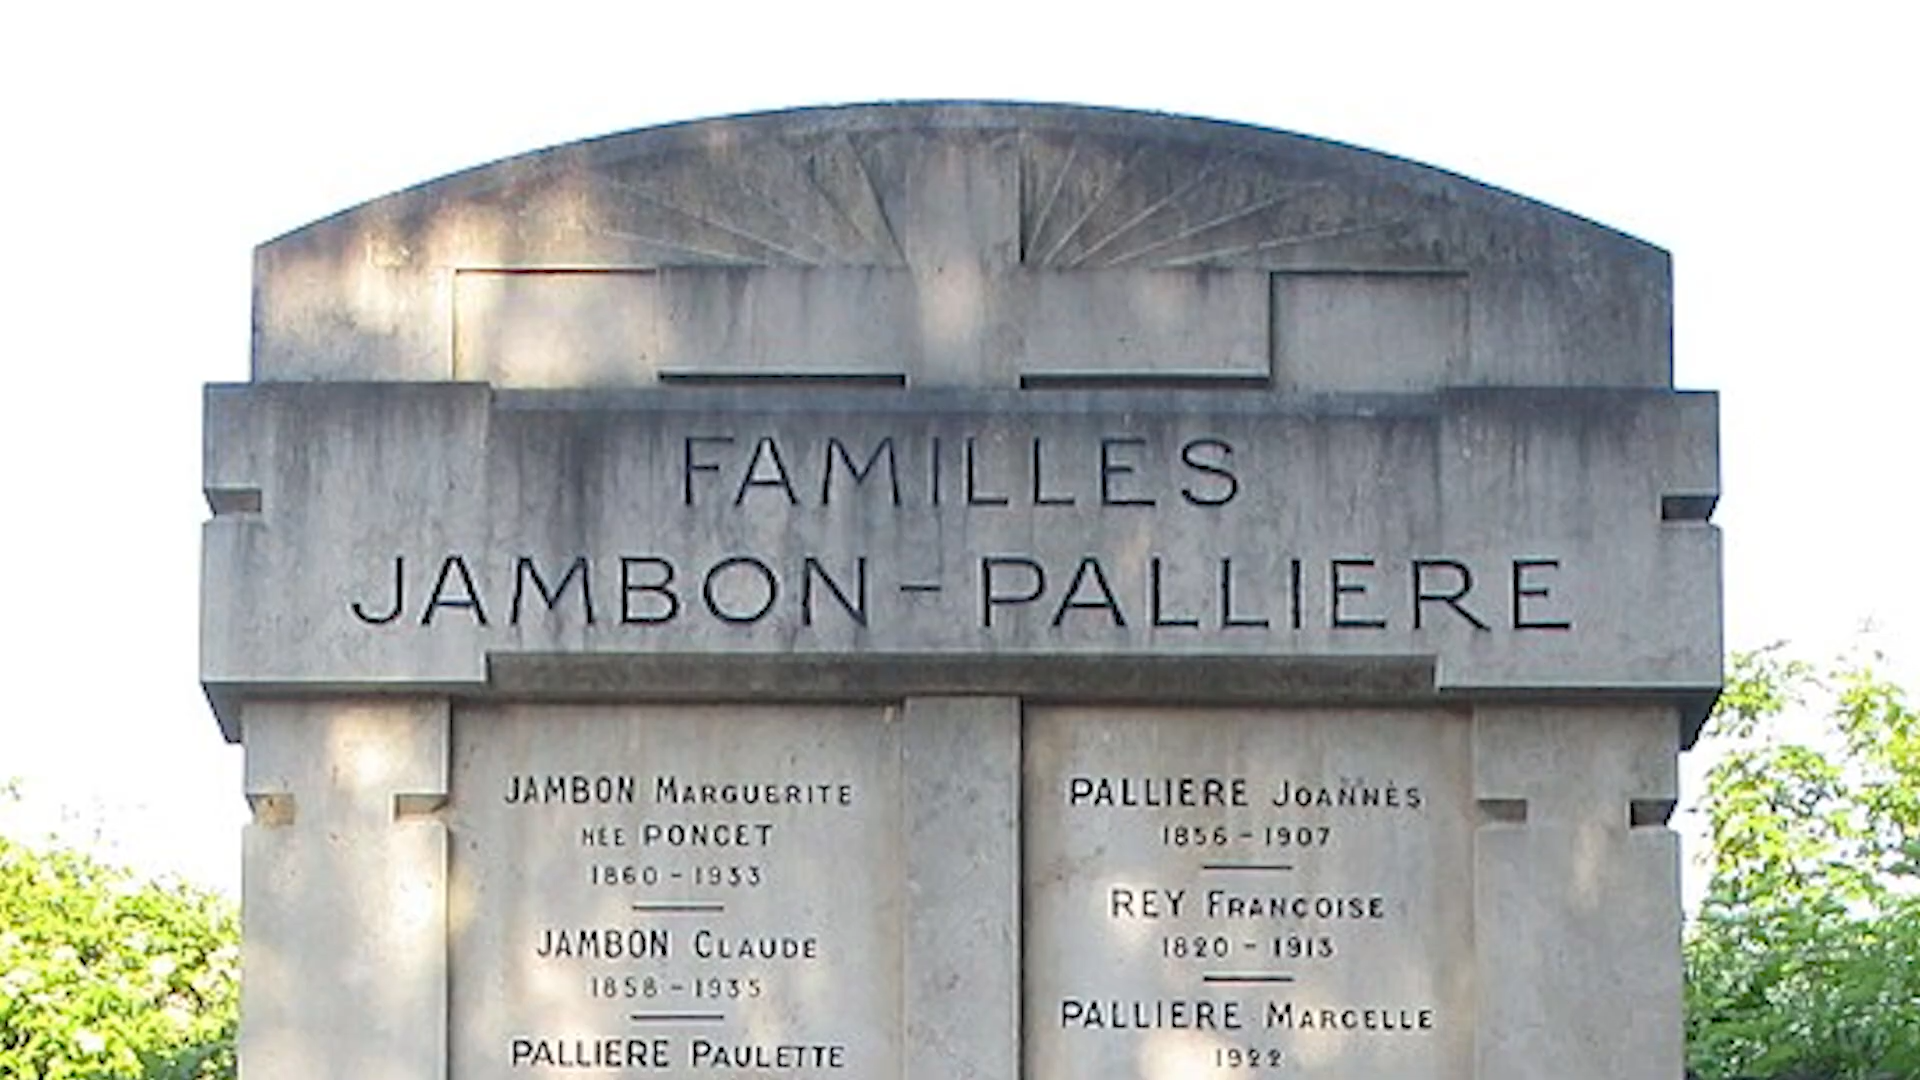 FAMILLES
JAMBON-PALLIERE
JAMBON MARGUERITE
NÉE PONCET
1860-1933
JAMBON CLAUDE
1858-1935
PALLIERE PAULETTE
PALLIERE JOANNÈS
1856-1907
REY FRANCOISE
1820-1913
PALLIERE MARCELLE
1922